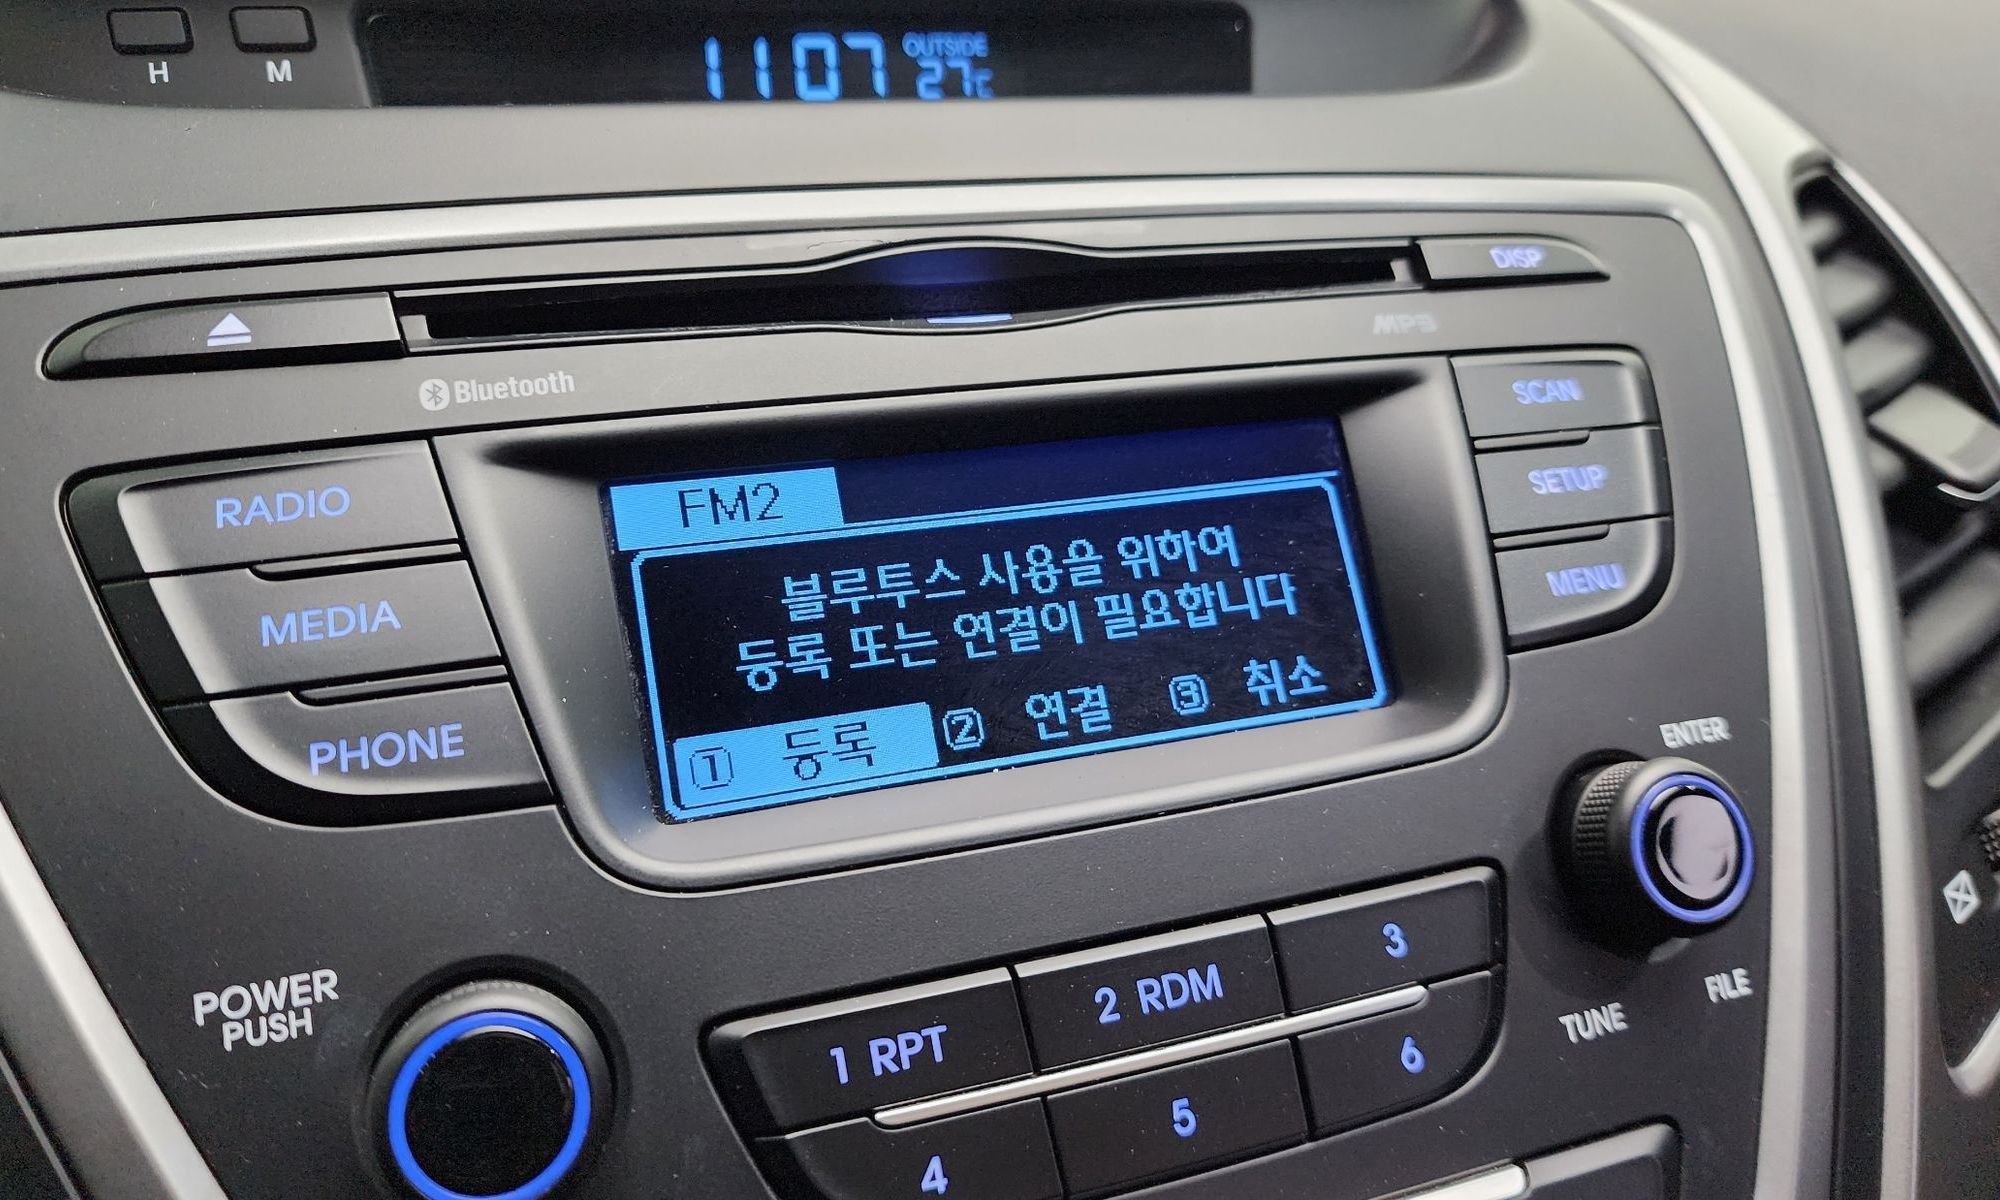 H M
1107 OUTSIDE 27°C
DISP
MP3
Bluetooth
RADIO
MEDIA
PHONE
SCAN
SETUP
MENU
FM2
블루투스 사용을 위하여
등록 또는 연결이 필요합니다
1 등록 2 연결 3 취소
ENTER
TUNE
FILE
POWER
PUSH
1 RPT
2 RDM
3
4
5
6